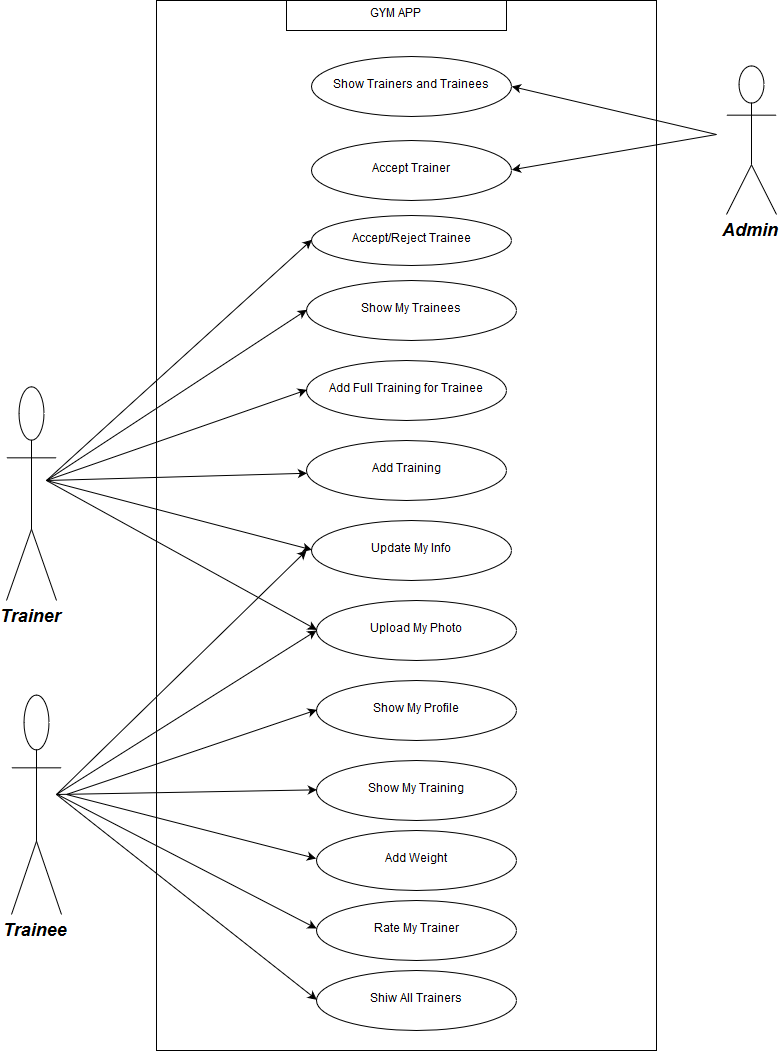 GYM APP
Show Trainers and Trainees
Accept Trainer
Admin
Accept/Reject Trainee
Show My Trainees
Add Full Training for Trainee
Add Training
Update My Info
Trainer
Upload My Photo
Show My Profile
Show My Training
Add Weight
Trainee
Rate My Trainer
Shiw All Trainers